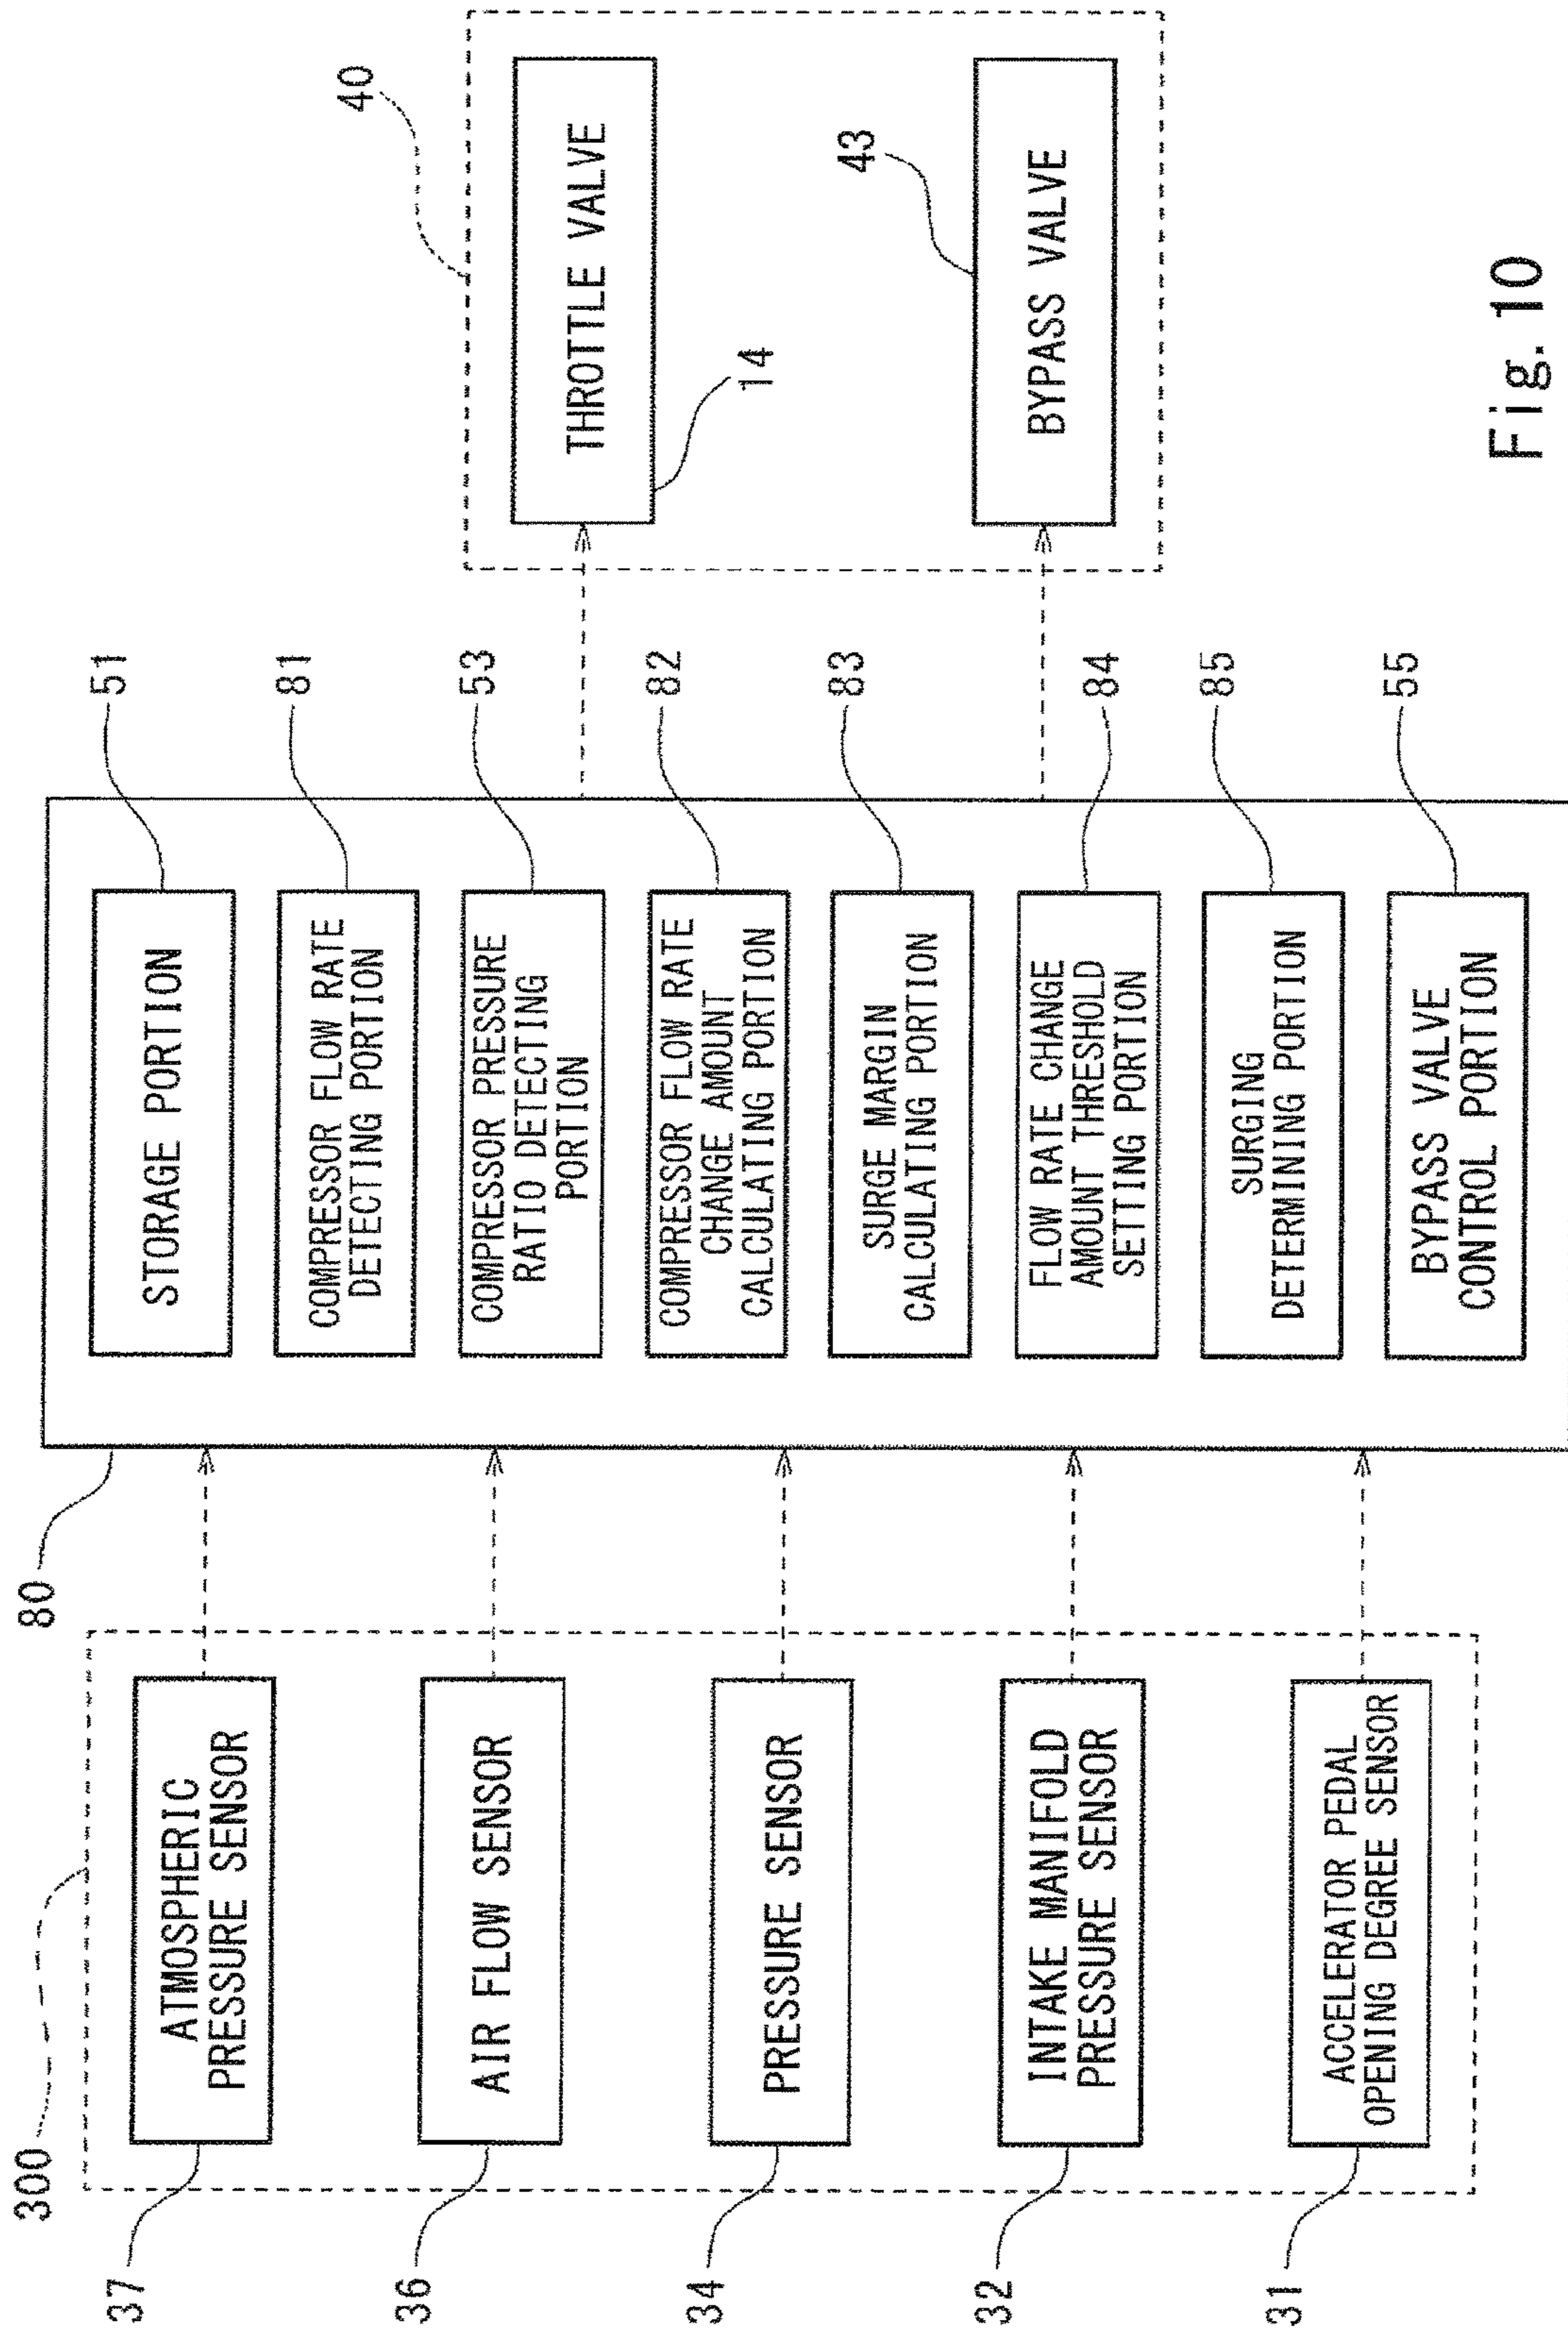 300
37
ATMOSPHERIC
PRESSURE SENSOR
36
AIR FLOW SENSOR
34
PRESSURE SENSOR
32
INTAKE MANIFOLD
PRESSURE SENSOR
31
ACCELERATOR PEDAL
OPENING DEGREE SENSOR
80
STORAGE PORTION
51
COMPRESSOR FLOW RATE
DETECTING PORTION
81
COMPRESSOR PRESSURE
RATIO DETECTING
PORTION
53
COMPRESSOR FLOW RATE
CHANGE AMOUNT
CALCULATING PORTION
82
SURGE MARGIN
CALCULATING PORTION
83
FLOW RATE CHANGE
AMOUNT THRESHOLD
SETTING PORTION
84
SURGING
DETERMINING PORTION
85
BYPASS VALVE
CONTROL PORTION
55
40
THROTTLE VALVE
14
BYPASS VALVE
43
Fig. 10